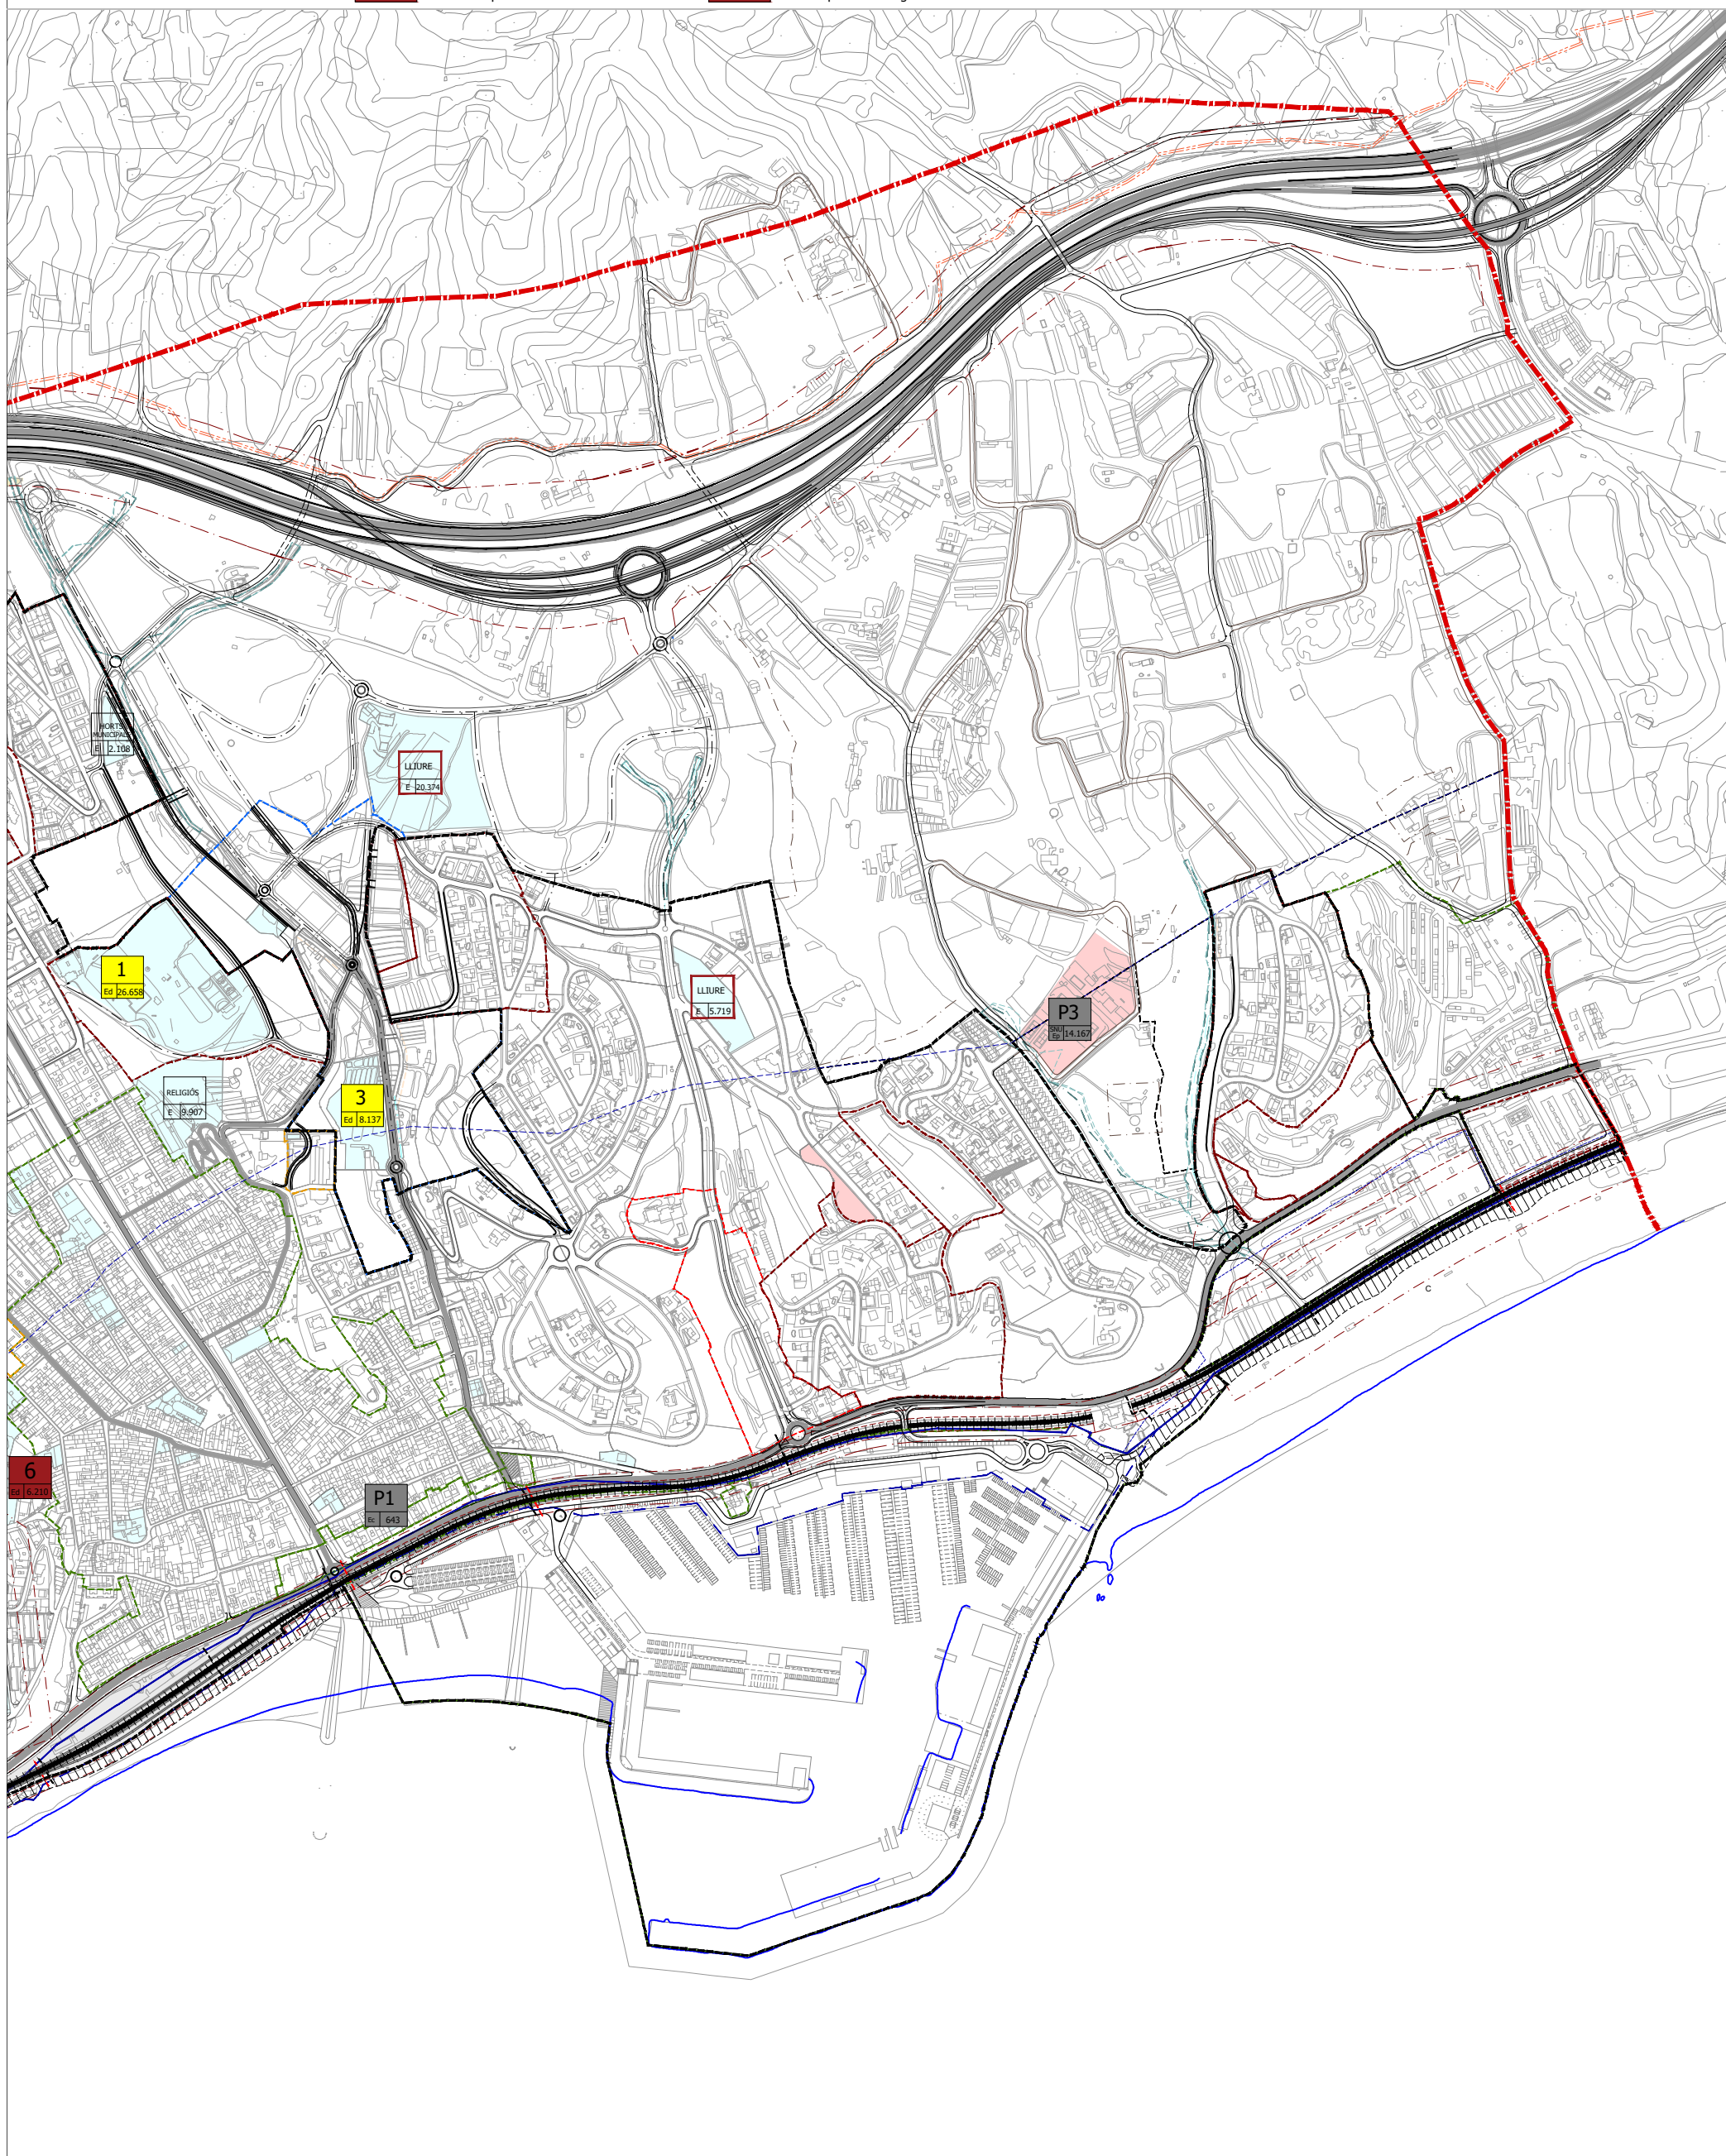 HORTS
MUNICIPALS
E 2.108
LLIURE
E 20.374
1
Ed 26.658
LLIURE
E 5.719
P3
SNU
Ep 14.167
RELIGIÓS
E 9.907
3
Ed 8.137
6
Ed 6.210
P1
Ec 643